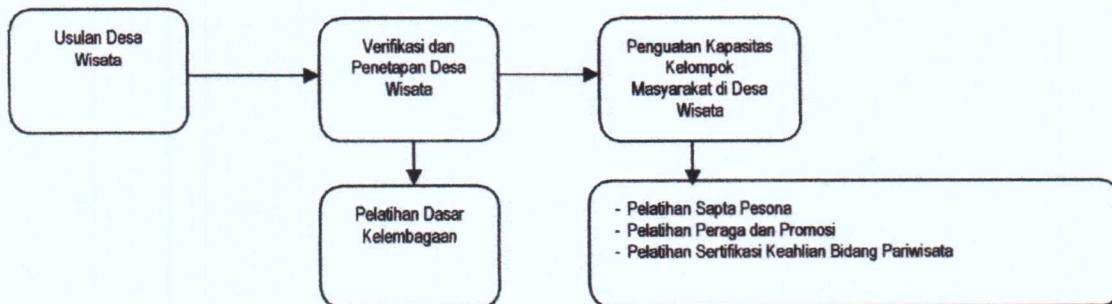 Usulan Desa
Wisata
Verifikasi dan
Penetapan Desa
Wisata
Penguatan Kapasitas
Kelompok
Masyarakat di Desa
Wisata
Pelatihan Dasar
Kelembagaan
- Pelatihan Sapta Pesona
- Pelatihan Peraga dan Promosi
- Pelatihan Sertifikasi Keahlian Bidang Pariwisata